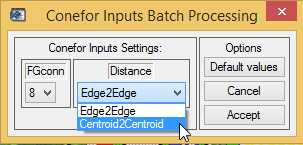 Conefor Inputs Batch Processing
Conefor Inputs Settings:
Options
FGconn
Distance
Default values
8
Edge2Edge
Cancel
Edge2Edge
Centroid2Centroid
Accept